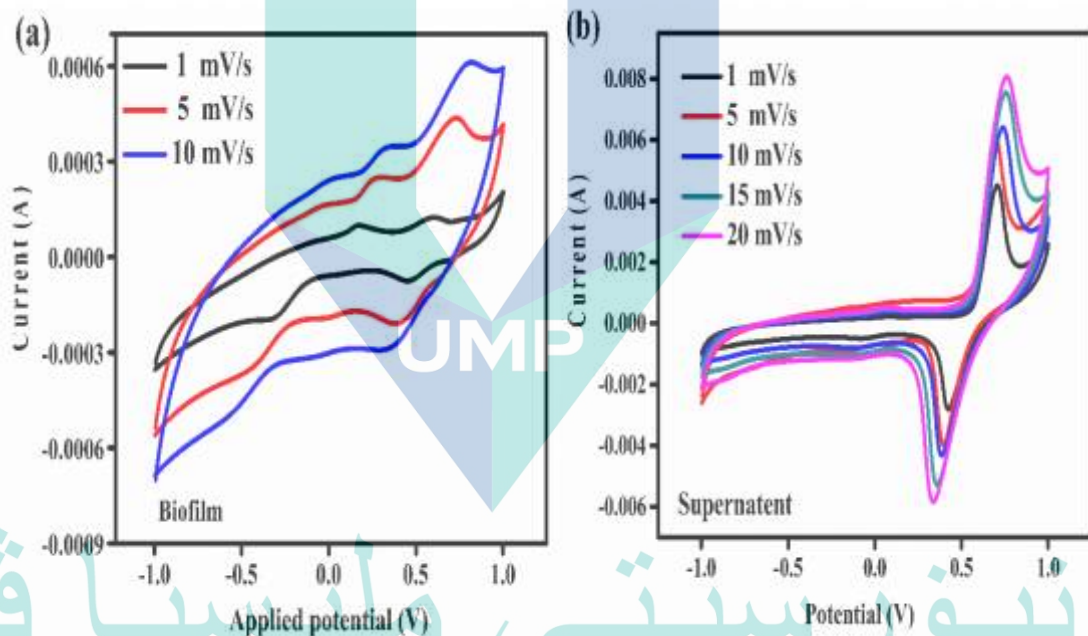 (a)
0.0006
0.0003
0.0000
-0.0003
-0.0006
-0.0009
Current (A)
1 mV/s
5 mV/s
10 mV/s
Biofilm
-1.0 -0.5 0.0 0.5 1.0
Applied potential (V)
(b)
0.008
0.006
0.004
0.002
0.000
-0.002
-0.004
-0.006
Current (A)
1 mV/s
5 mV/s
10 mV/s
15 mV/s
20 mV/s
Supernatent
-1.0 -0.5 0.0 0.5 1.0
Potential (V)
UMP